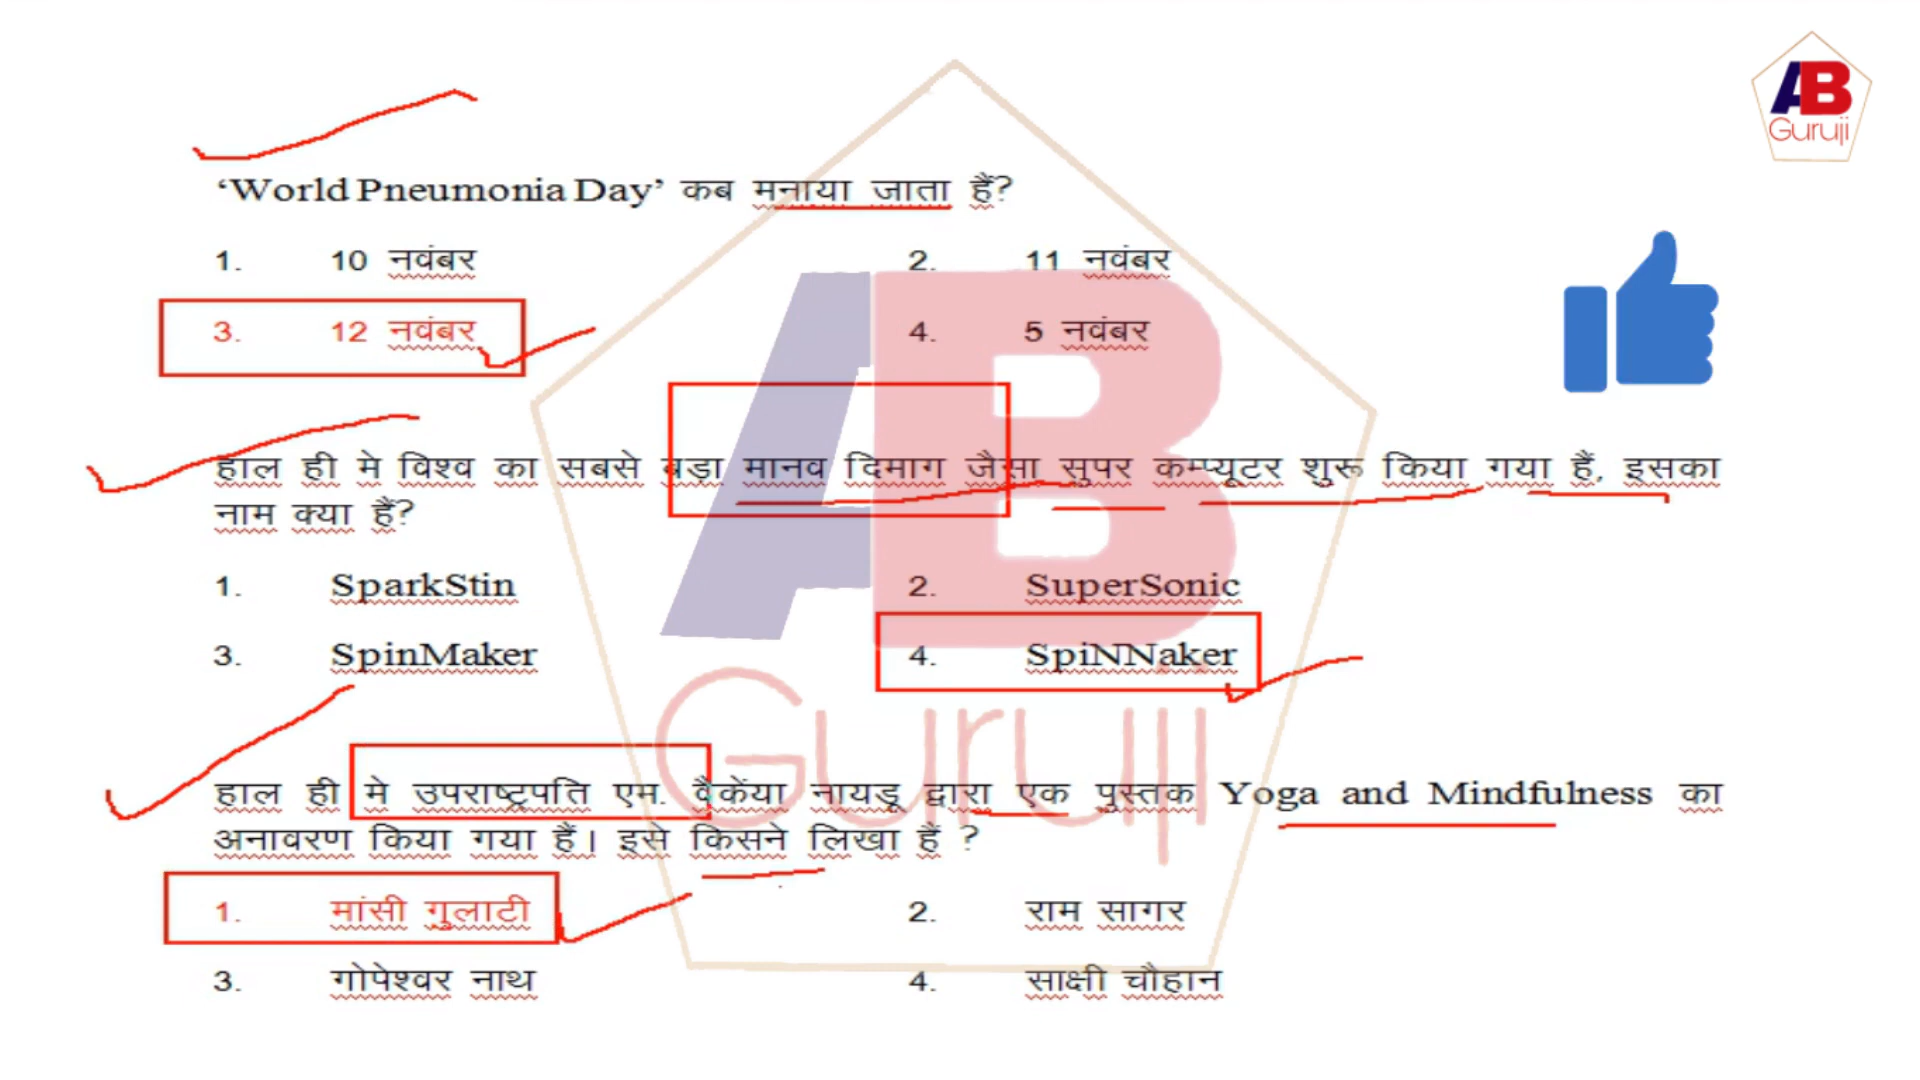 AB
Guruji
‘World Pneumonia Day’ कब मनाया जाता हैं?
1. 10 नवंबर 2. 11 नवंबर
3. 12 नवंबर 4. 5 नवंबर
हाल ही मे विश्व का सबसे बड़ा मानव दिमाग जैसा सुपर कम्प्यूटर शुरू किया गया हैं, इसका
नाम क्या हैं?
1. SparkStin 2. SuperSonic
3. SpinMaker 4. SpiNNaker
हाल ही मे उपराष्ट्रपति एम. वैंकेंया नायडू द्वारा एक पुस्तक Yoga and Mindfulness का
अनावरण किया गया हैं। इसे किसने लिखा हैं ?
1. मांसी गुलाटी 2. राम सागर
3. गोपेश्वर नाथ 4. साक्षी चौहान
AB
Guruji